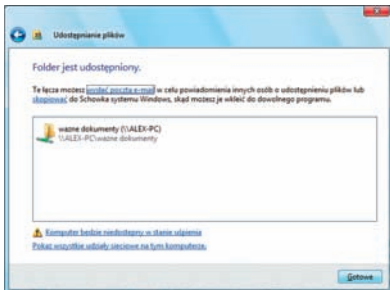 Udostępnianie plików
Folder jest udostępniony.
Te łącza możesz wysłać pocztą e-mail w celu powiadomienia innych osób o udostępnieniu plików lub
skopiować do Schowka systemu Windows, skąd możesz je wkleić do dowolnego programu.
wazne dokumenty (\\ALEX-PC)
\\ALEX-PC\wazne dokumenty
Komputer będzie niedostępny w stanie uśpienia
Pokaż wszystkie udziały sieciowe na tym komputerze.
Gotowe